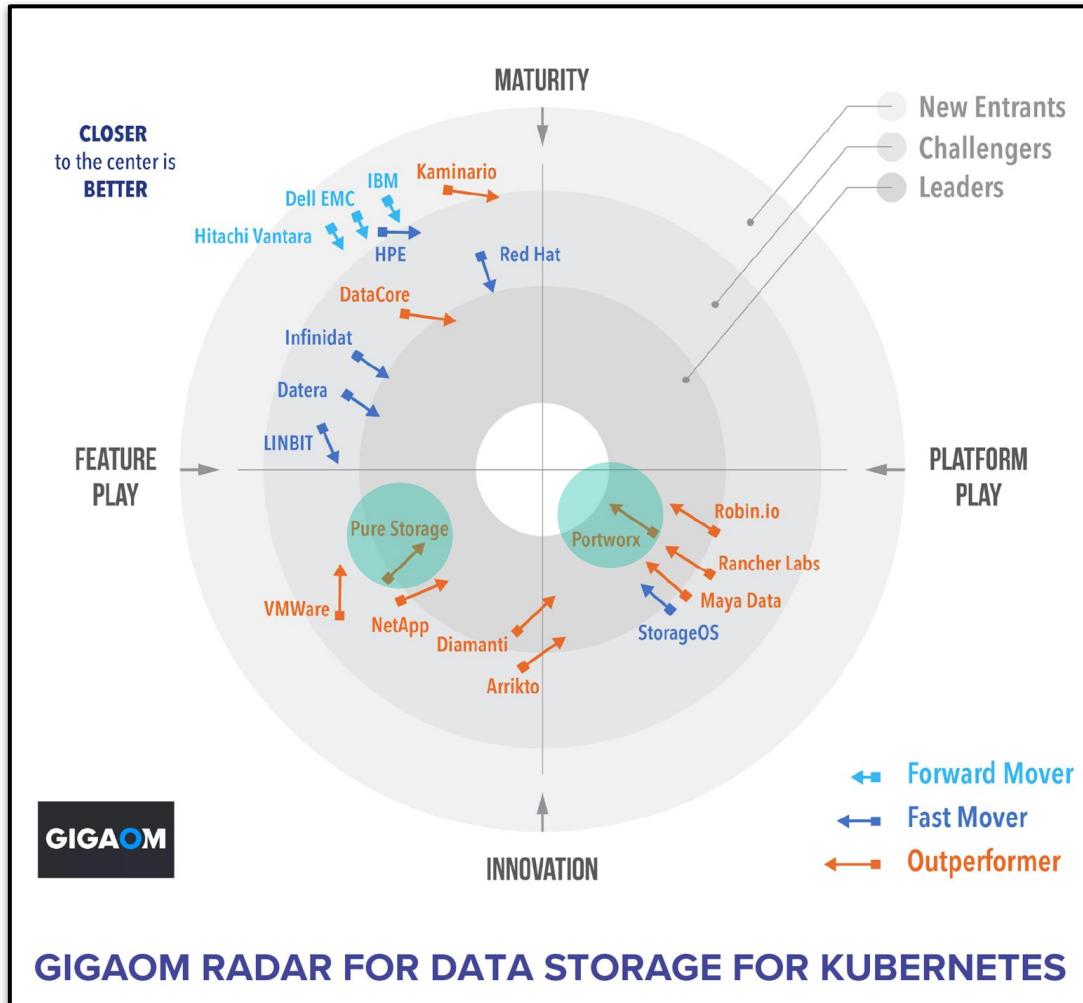 MATURITY
CLOSER
to the center is
BETTER
New Entrants
Challengers
Leaders
Kaminario
IBM
Dell EMC
Hitachi Vantara
HPE
Red Hat
DataCore
Infinidat
Datera
LINBIT
FEATURE
PLAY
PLATFORM
PLAY
Pure Storage
Portworx
Robin.io
Rancher Labs
Maya Data
StorageOS
VMWare
NetApp
Diamanti
Arrikto
Forward Mover
Fast Mover
Outperformer
GIGAOM
INNOVATION
GIGAOM RADAR FOR DATA STORAGE FOR KUBERNETES